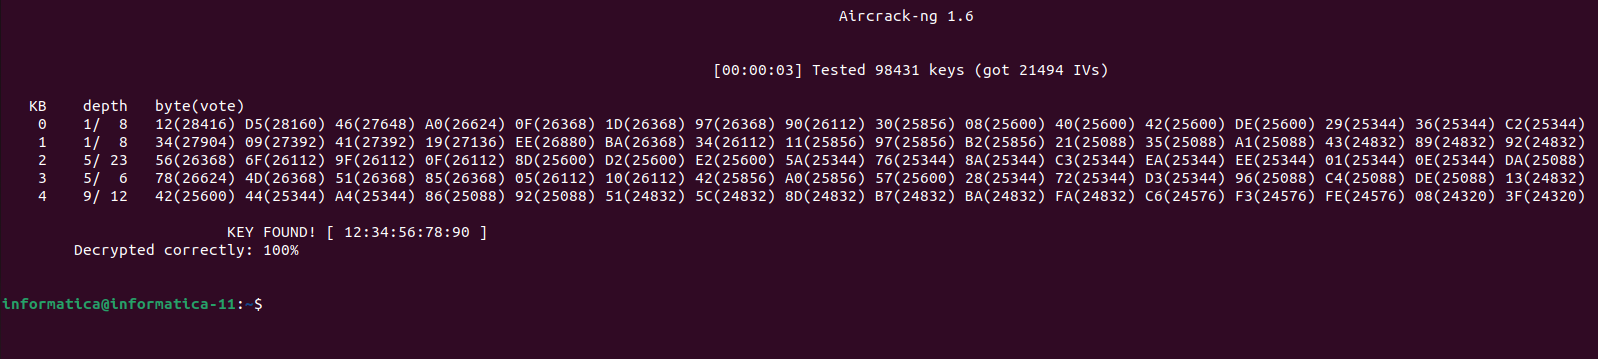 Aircrack-ng 1.6
[00:00:03] Tested 98431 keys (got 21494 IVs)
KB    depth   byte(vote)
0    1/  8   12(28416) D5(28160) 46(27648) A0(26624) 0F(26368) 1D(26368) 97(26368) 90(26112) 30(25856) 08(25600) 40(25600) 42(25600) DE(25600) 29(25344) 36(25344) C2(25344)
1    1/  8   34(27904) 09(27392) 41(27392) 19(27136) EE(26880) BA(26368) 34(26112) 11(25856) 97(25856) B2(25856) 21(25088) 35(25088) A1(25088) 43(24832) 89(24832) 92(24832)
2    5/ 23   56(26368) 6F(26112) 9F(26112) 0F(26112) 8D(25600) D2(25600) E2(25600) 5A(25344) 76(25344) 8A(25344) C3(25344) EA(25344) EE(25344) 01(25344) 0E(25344) DA(25088)
3    5/  6   78(26624) 4D(26368) 51(26368) 85(26368) 05(26112) 10(26112) 42(25856) A0(25856) 57(25600) 28(25344) 72(25344) D3(25344) 96(25088) C4(25088) DE(25088) 13(24832)
4    9/ 12   42(25600) 44(25344) A4(25344) 86(25088) 92(25088) 51(24832) 5C(24832) 8D(24832) B7(24832) BA(24832) FA(24832) C6(24576) F3(24576) FE(24576) 08(24320) 3F(24320)
KEY FOUND! [ 12:34:56:78:90 ]
Decrypted correctly: 100%
informatica@informatica-11:~$